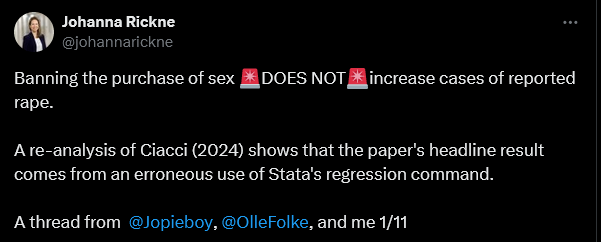 Johanna Rickne
@johannarickne
Banning the purchase of sex 🚨DOES NOT🚨increase cases of reported
rape.
A re-analysis of Ciacci (2024) shows that the paper's headline result
comes from an erroneous use of Stata's regression command.
A thread from @Jopieboy, @OlleFolke, and me 1/11